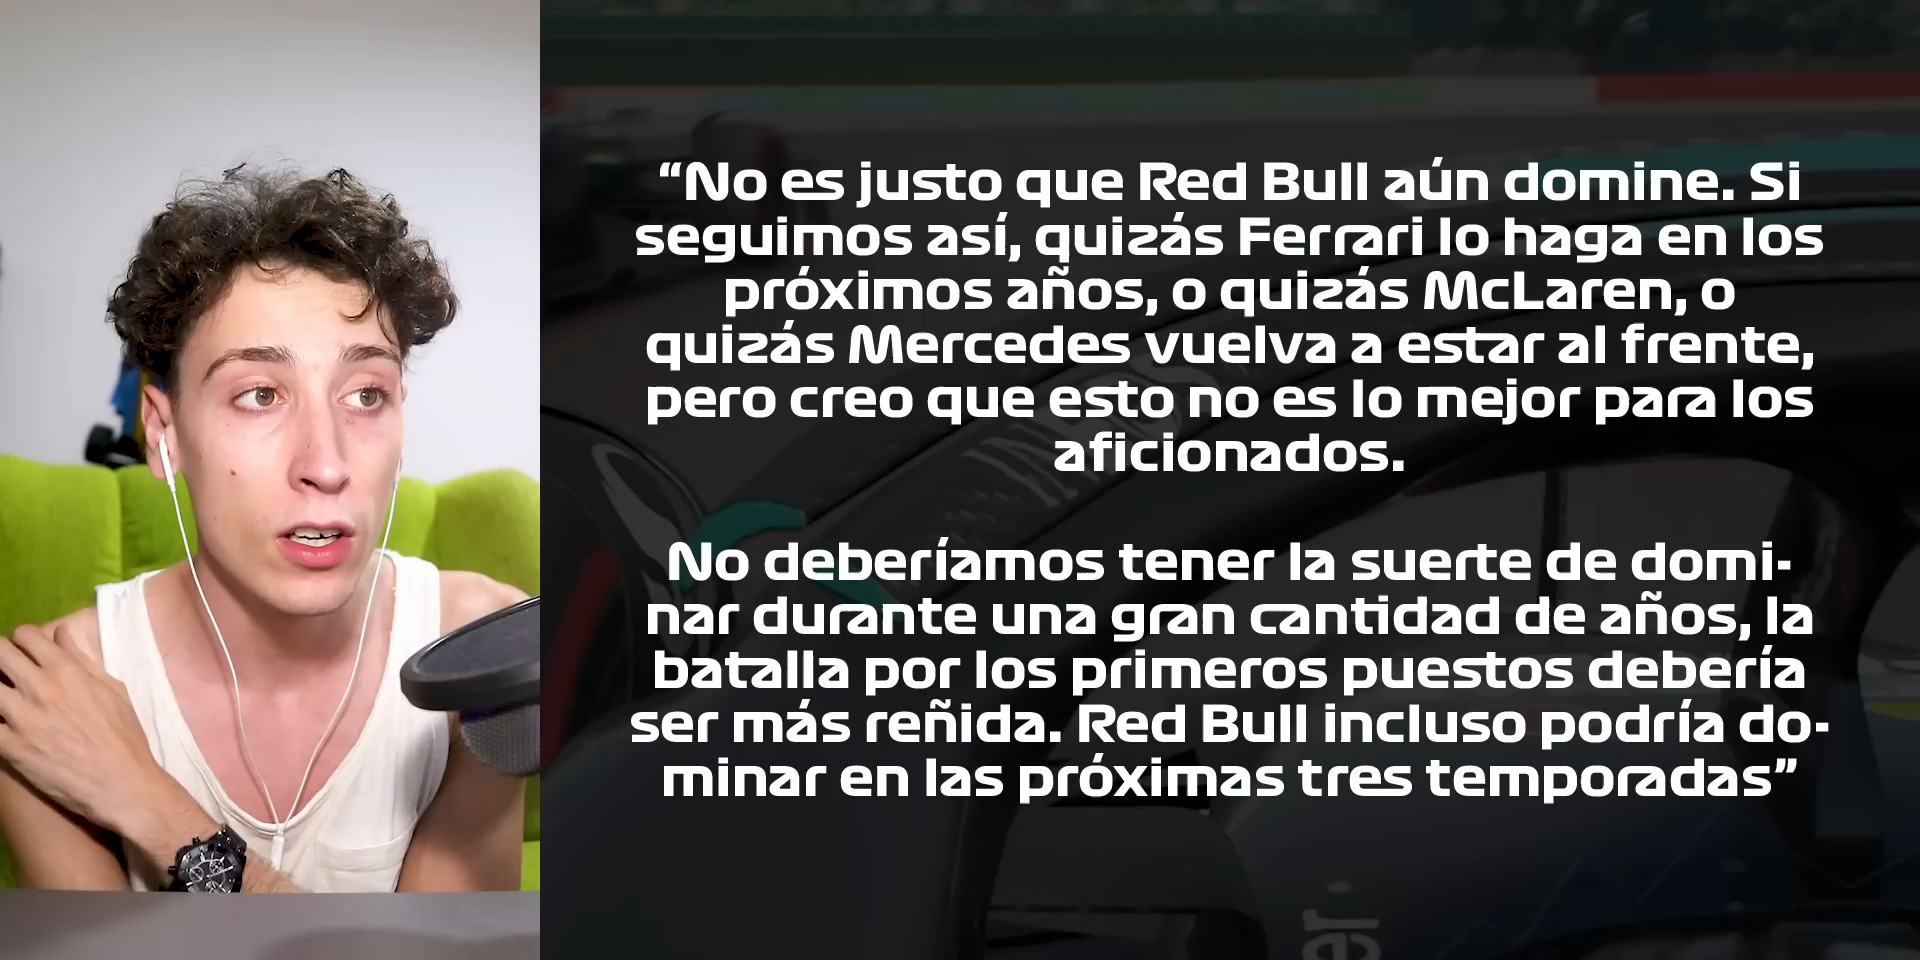 “No es justo que Red Bull aún domine. Si
seguimos así, quizás Ferrari lo haga en los
próximos años, o quizás McLaren, o
quizás Mercedes vuelva a estar al frente,
pero creo que esto no es lo mejor para los
aficionados.
No deberíamos tener la suerte de domi-
nar durante una gran cantidad de años, la
batalla por los primeros puestos debería
ser más reñida. Red Bull incluso podría do-
minar en las próximas tres temporadas”